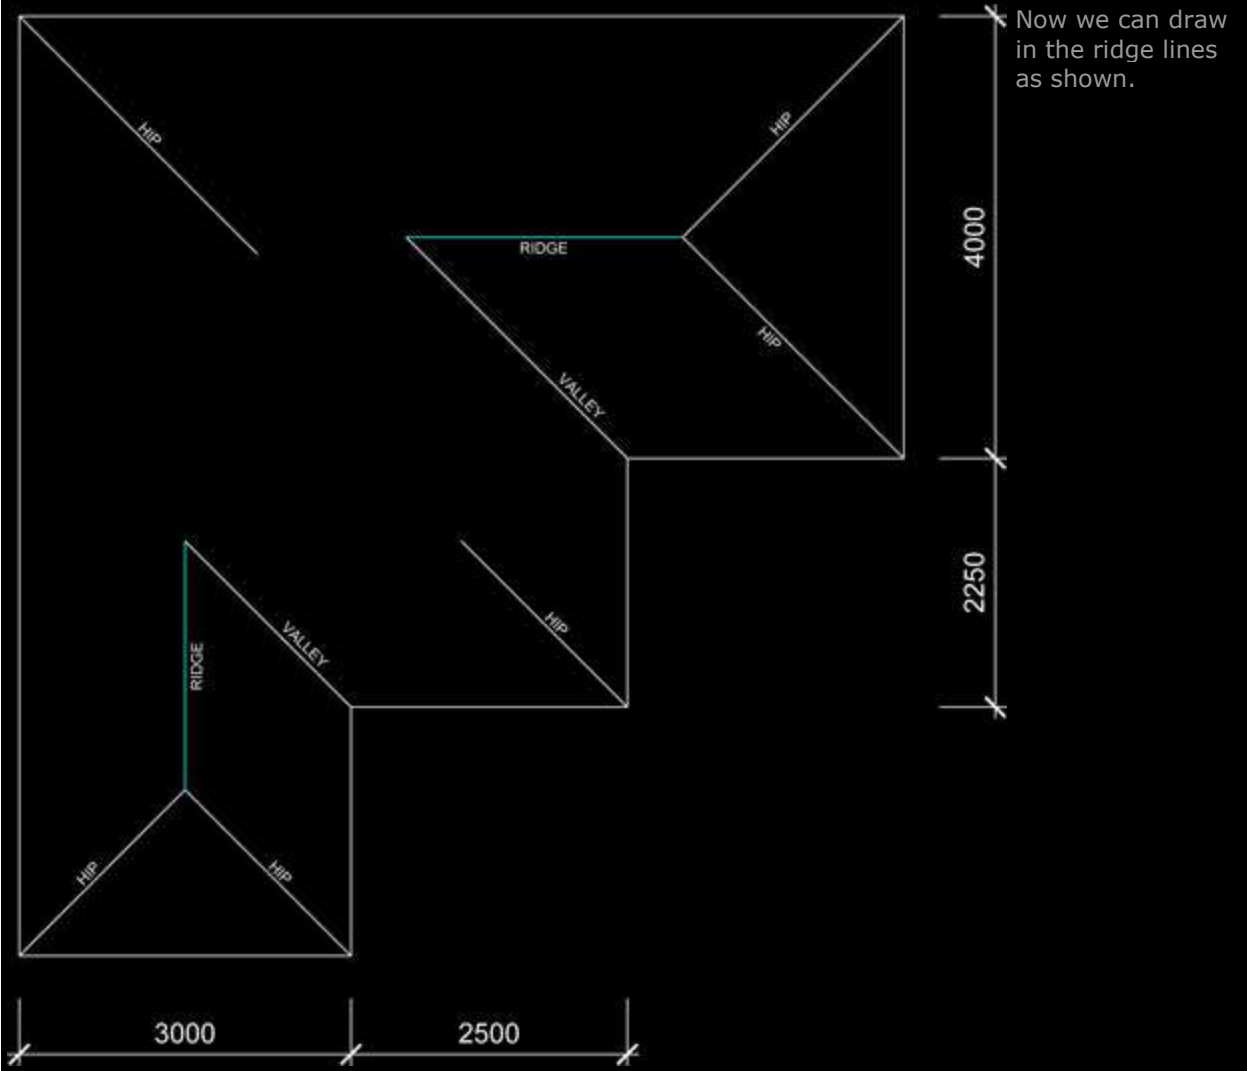 Now we can draw
in the ridge lines
as shown.
HIP
HIP
4000
RIDGE
HIP
VALLEY
2250
HIP
VALLEY
RIDGE
HIP
HIP
3000
2500